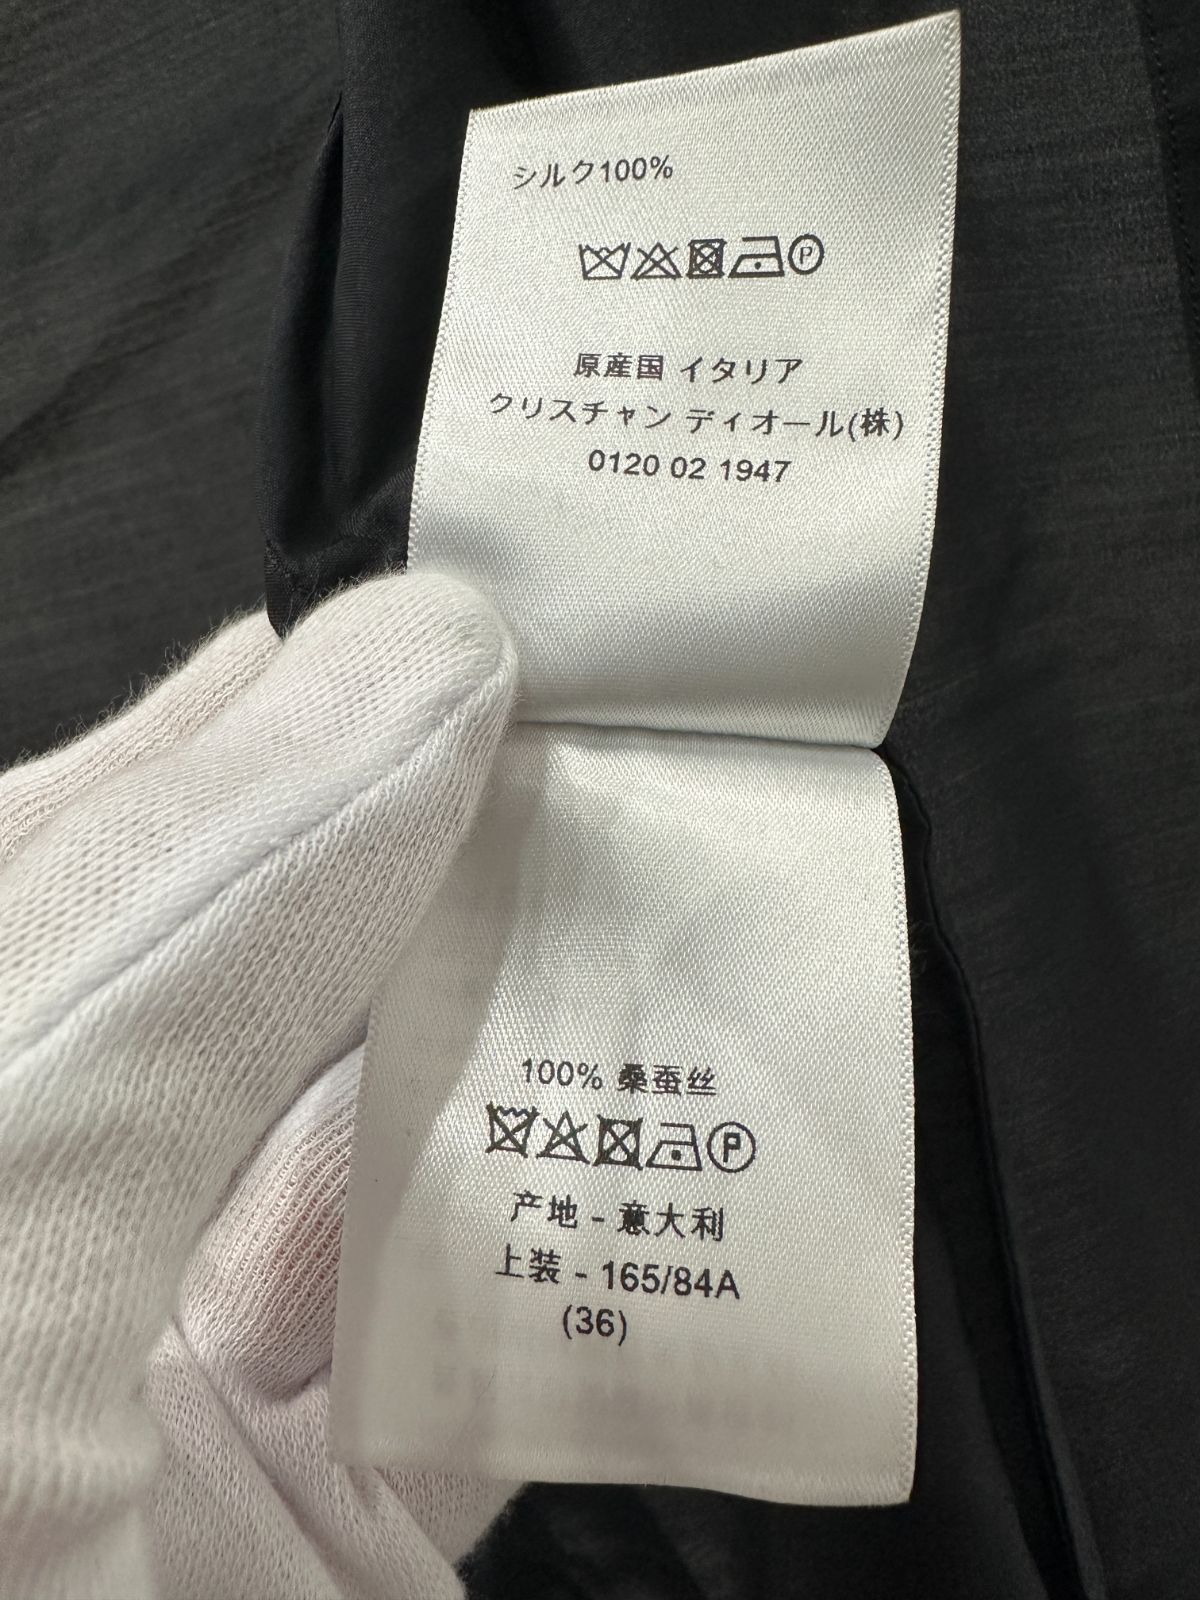 シルク100%
P
原産国 イタリア
クリスチャン ディオール(株)
0120 02 1947
100% 桑蚕丝
P
产地 - 意大利
上装 - 165/84A
(36)